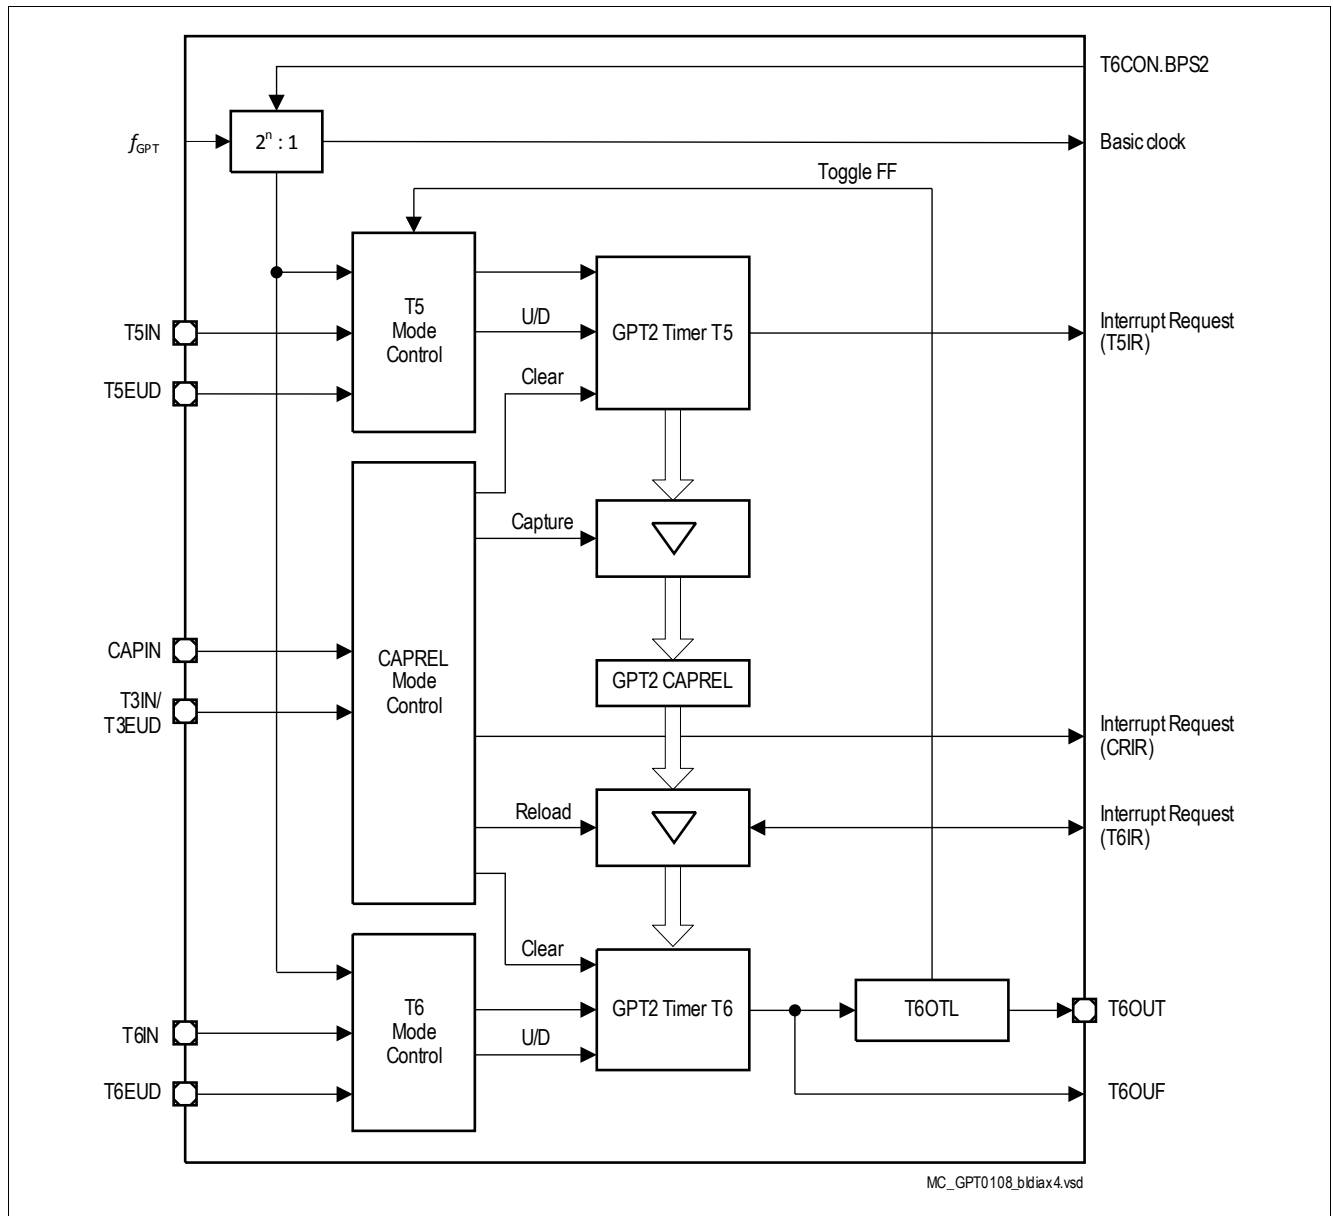 T6CON.BPS2
fGPT
2n : 1
Basic clock
Toggle FF
T5
Mode
Control
U/D
GPT2 Timer T5
T5IN
Interrupt Request
(T5IR)
T5EUD
Clear
Capture
CAPIN
CAPREL
Mode
Control
GPT2 CAPREL
T3IN/
T3EUD
Interrupt Request
(CRIR)
Reload
Interrupt Request
(T6IR)
Clear
T6
Mode
Control
GPT2 Timer T6
T6OTL
T6OUT
T6IN
U/D
T6EUD
T6OUF
MC_GPT0108_bldiax4.vsd